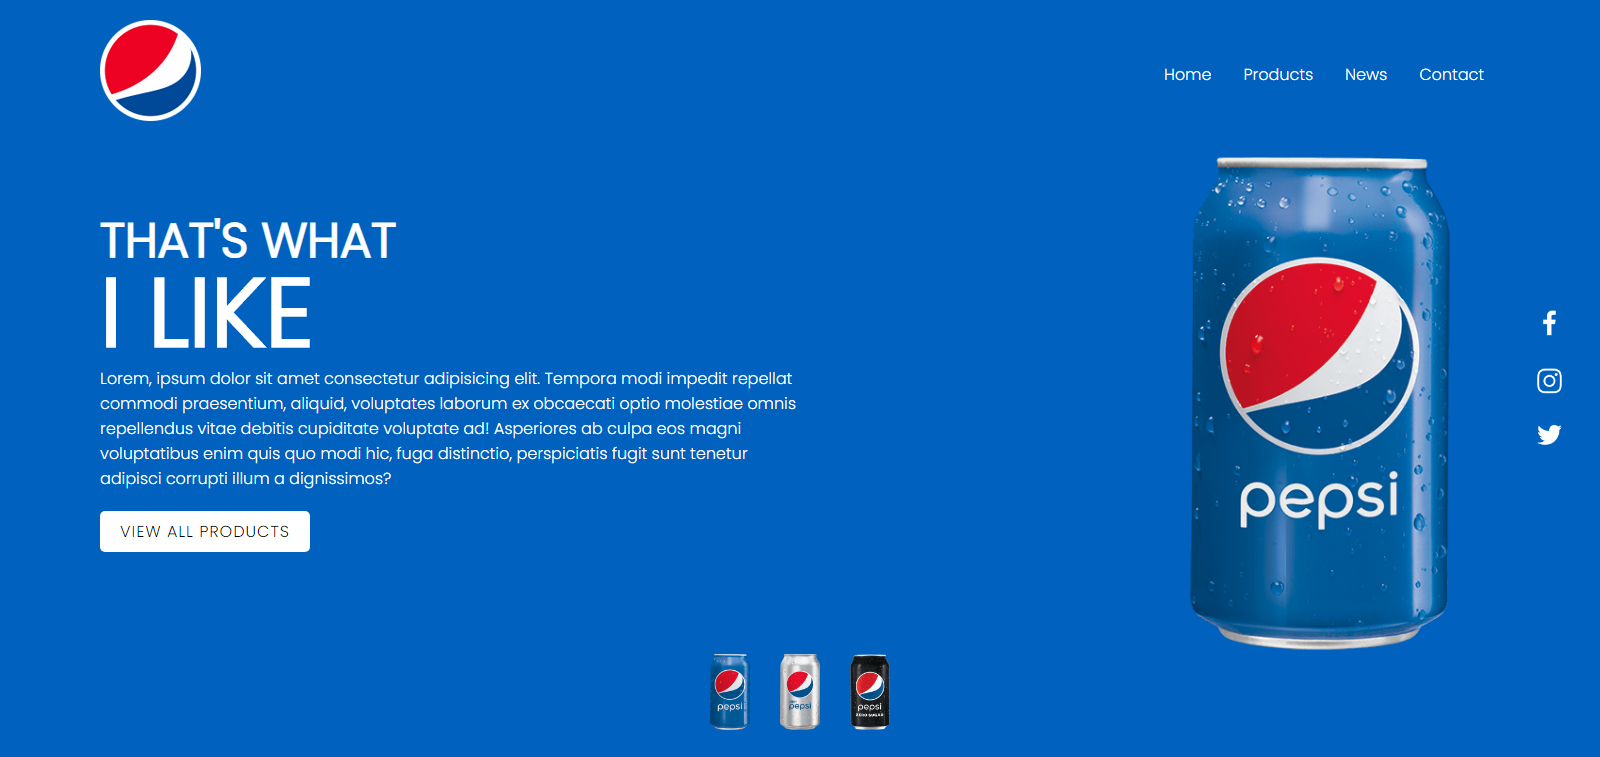 Home Products News Contact
THAT'S WHAT
I LIKE
Lorem, ipsum dolor sit amet consectetur adipisicing elit. Tempora modi impedit repellat
commodi praesentium, aliquid, voluptates laborum ex obcaecati optio molestiae omnis
repellendus vitae debitis cupiditate voluptate ad! Asperiores ab culpa eos magni
voluptatibus enim quis quo modi hic, fuga distinctio, perspiciatis fugit sunt tenetur
adipisci corrupti illum a dignissimos?
VIEW ALL PRODUCTS
pepsi
pepsi
pepsi
pepsi
ZERO SUGAR